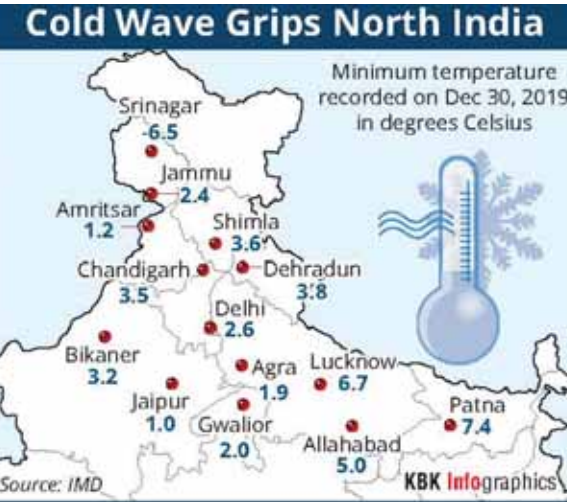 Cold Wave Grips North India
Minimum temperature
recorded on Dec 30, 2019
in degrees Celsius
Srinagar
-6.5
Jammu
2.4
Amritsar
1.2
Shimla
3.6
Chandigarh
3.5
Dehradun
3.8
Delhi
2.6
Bikaner
3.2
Agra
1.9
Lucknow
6.7
Jaipur
1.0
Gwalior
2.0
Allahabad
5.0
Patna
7.4
Source: IMD
KBK Infographics